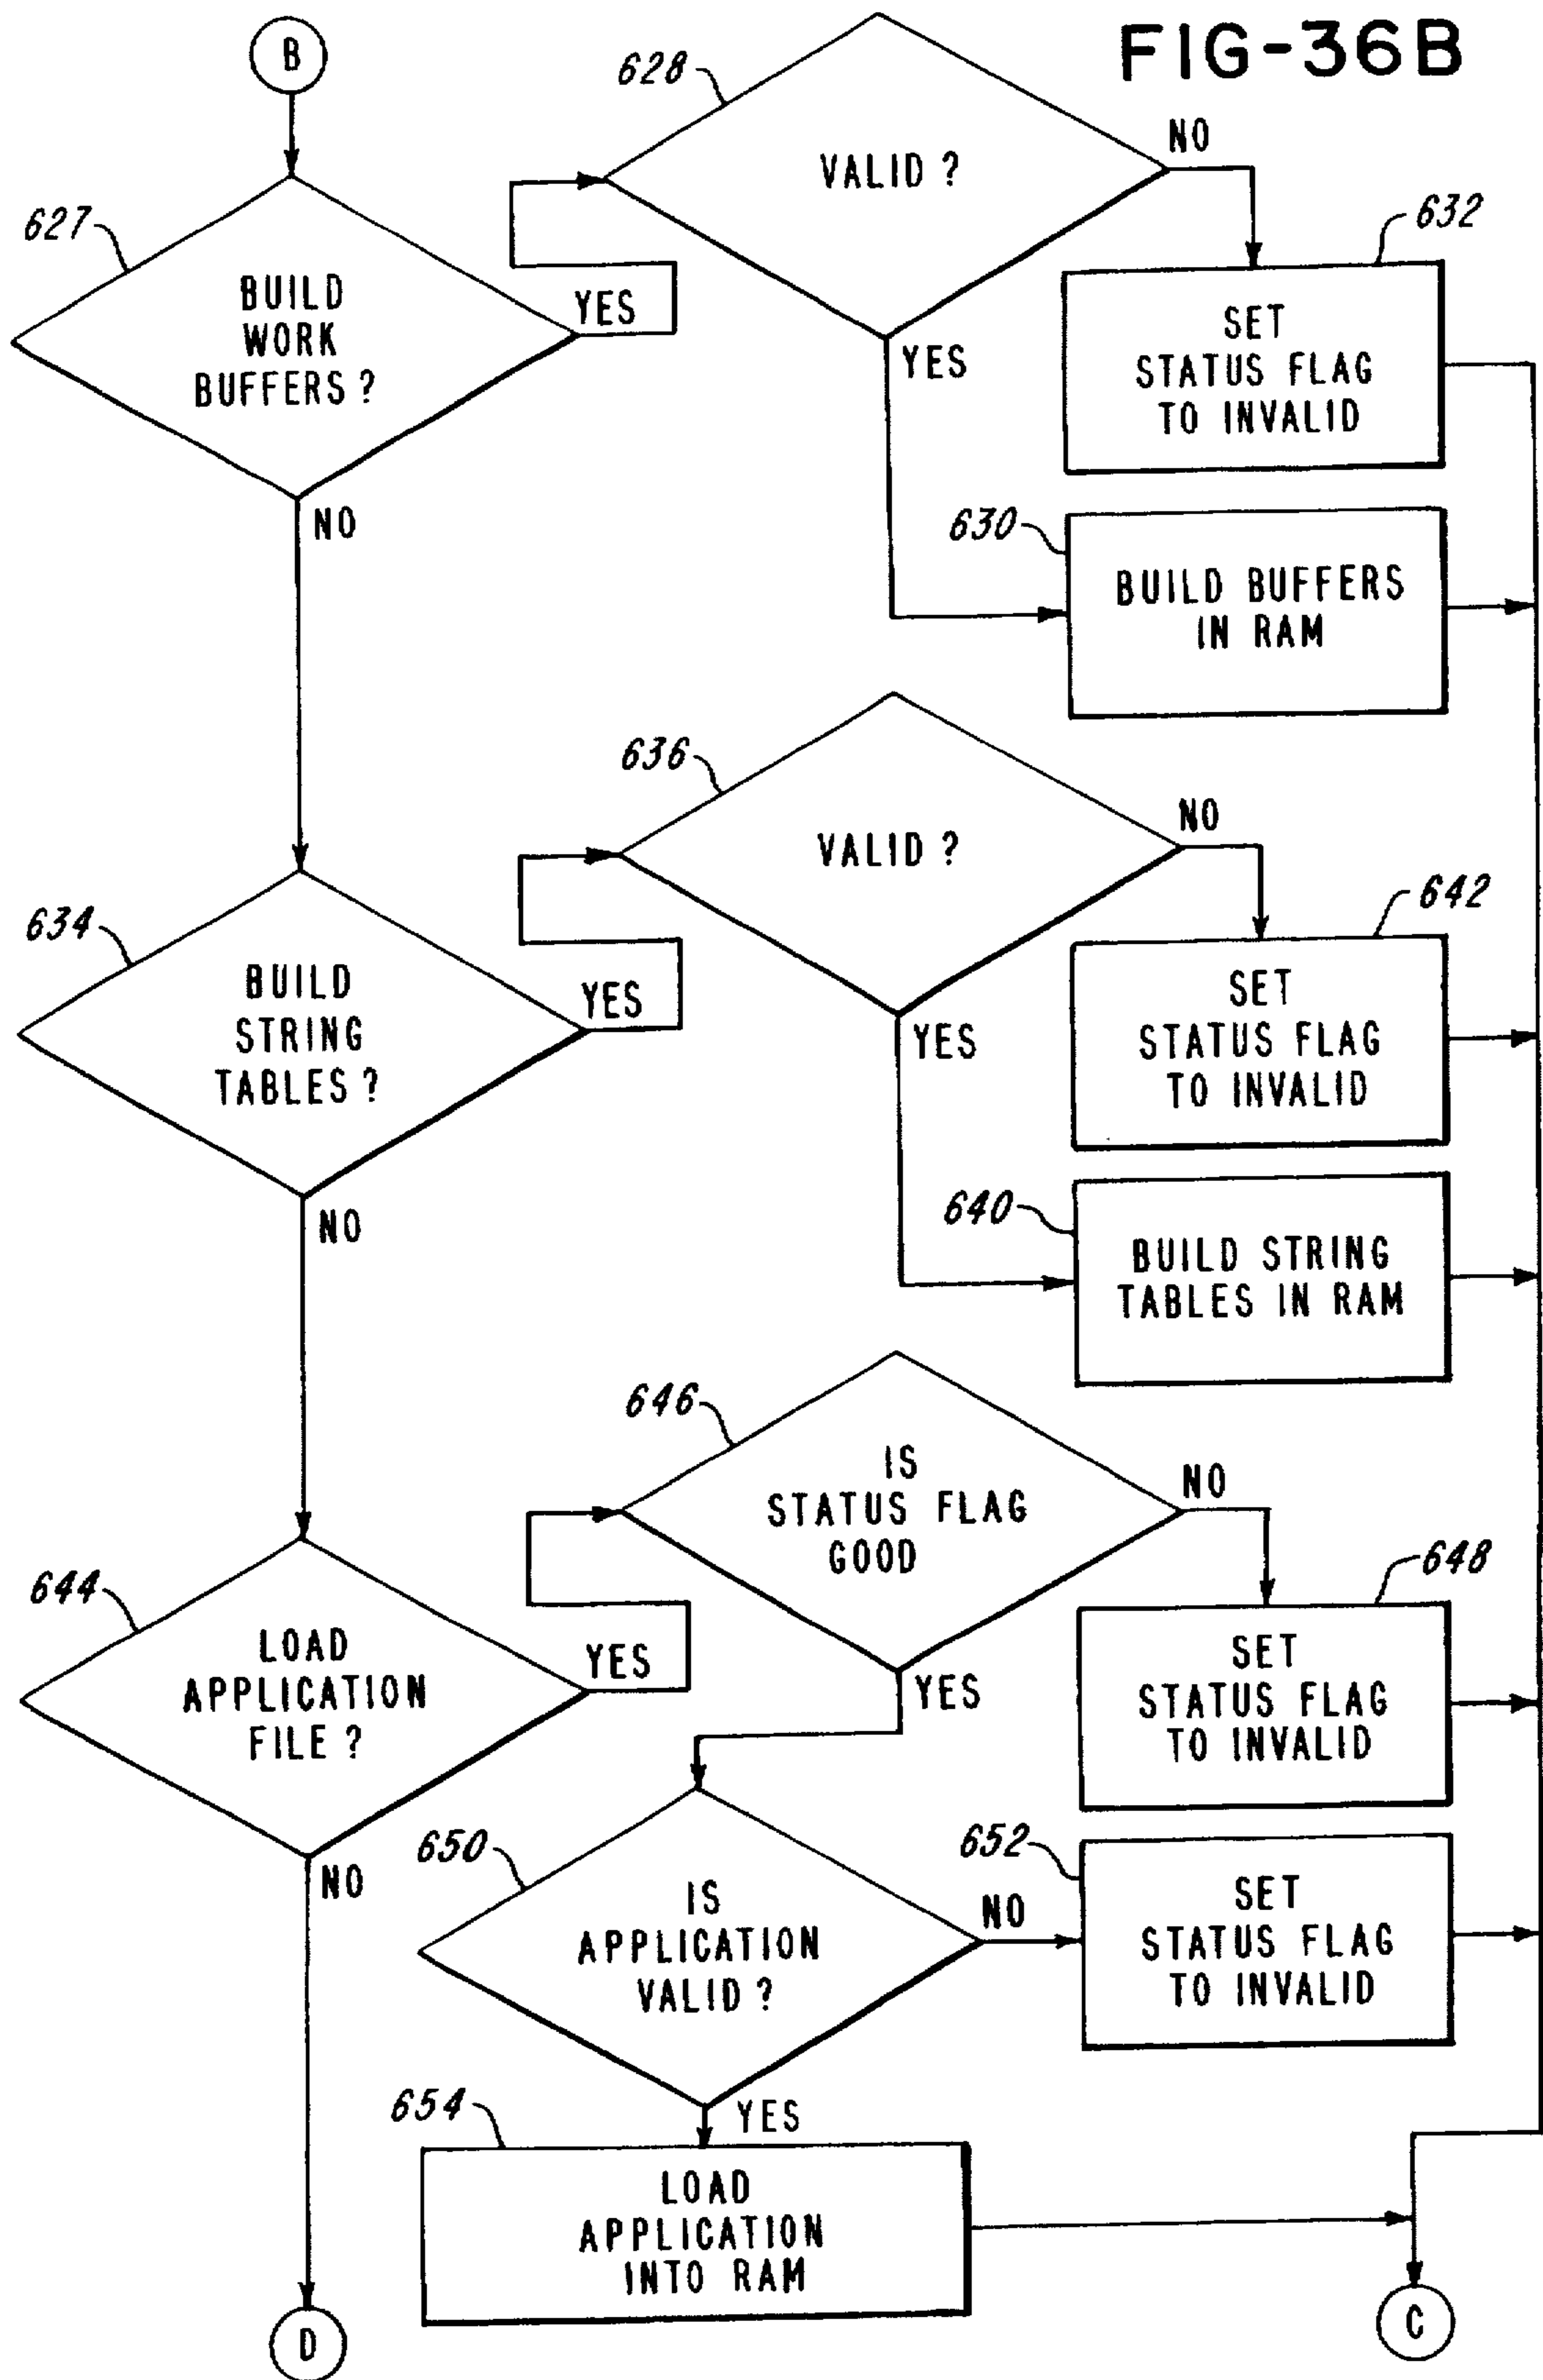 FIG-36B
B
628
VALID ?
NO
627
BUILD
WORK
BUFFERS ?
YES
632
SET
STATUS FLAG
TO INVALID
YES
NO
630
BUILD BUFFERS
IN RAM
636
VALID ?
NO
634
BUILD
STRING
TABLES ?
YES
642
SET
STATUS FLAG
TO INVALID
YES
NO
640
BUILD STRING
TABLES IN RAM
646
IS
STATUS FLAG
GOOD
NO
644
LOAD
APPLICATION
FILE ?
YES
648
SET
STATUS FLAG
TO INVALID
YES
NO
650
IS
APPLICATION
VALID ?
NO
652
SET
STATUS FLAG
TO INVALID
YES
654
LOAD
APPLICATION
INTO RAM
D
C